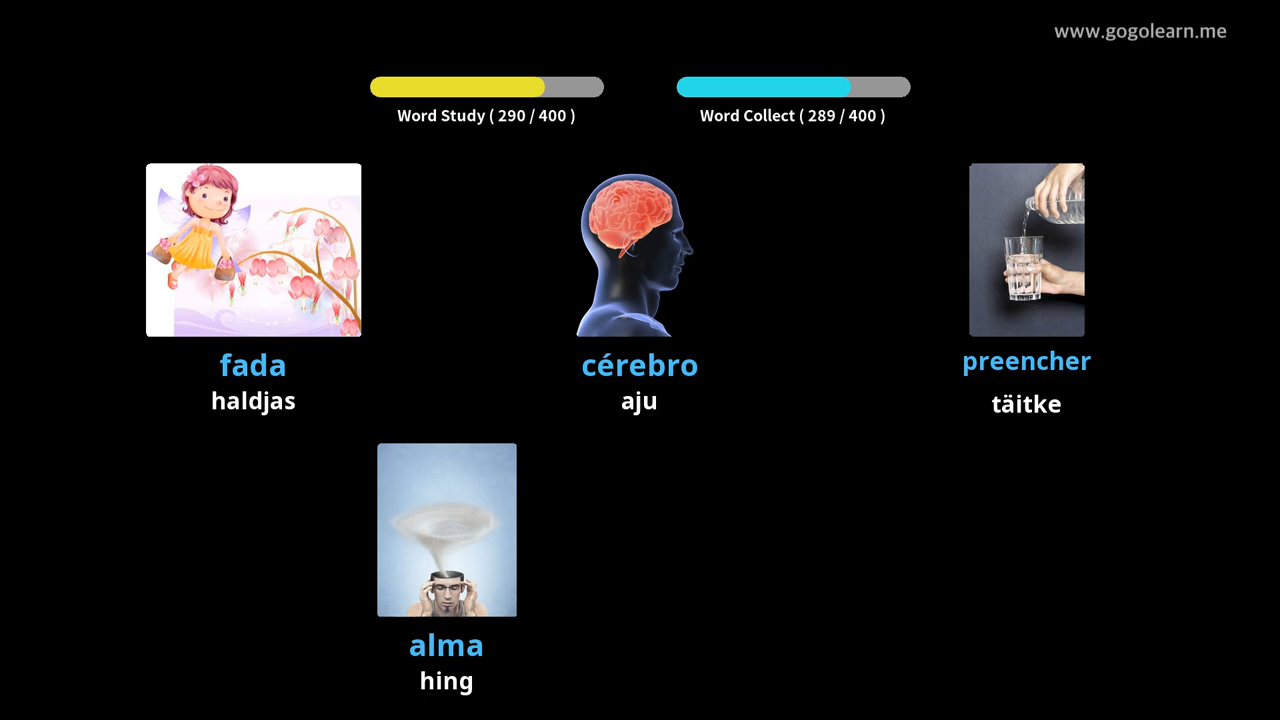 www.gogolearn.me
Word Study ( 290 / 400 )
Word Collect ( 289 / 400 )
fada
haldjas
cérebro
aju
preencher
täitke
alma
hing